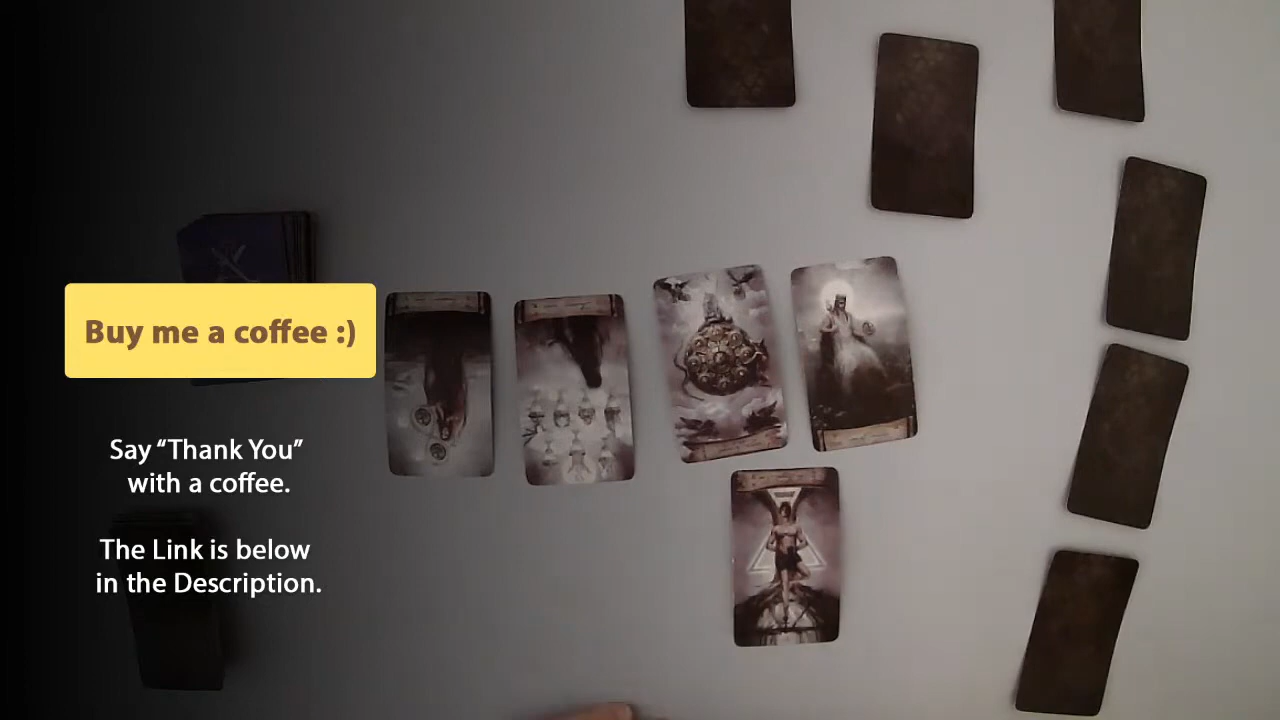 Buy me a coffee :)
Say “Thank You”
with a coffee.
The Link is below
in the Description.